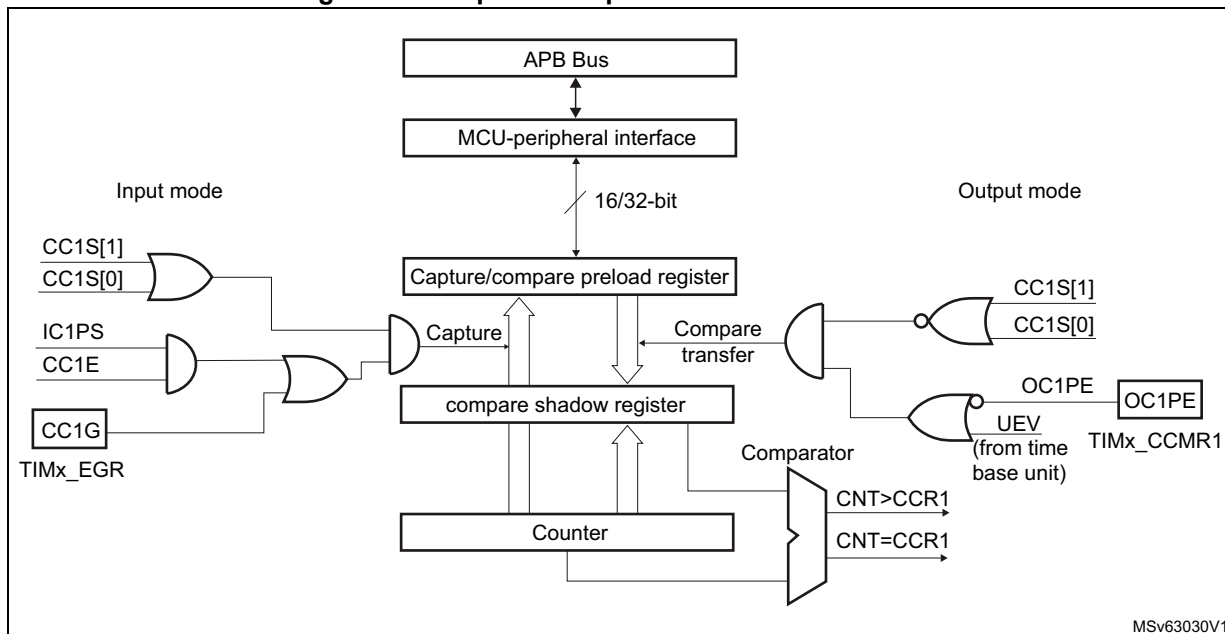 APB Bus
MCU-peripheral interface
Input mode
16/32-bit
Output mode
CC1S[1]
CC1S[0]
Capture/compare preload register
CC1S[1]
CC1S[0]
IC1PS
CC1E
Capture
Compare
transfer
CC1G
TIMx_EGR
compare shadow register
OC1PE
OC1PE
TIMx_CCMR1
UEV
(from time
base unit)
Comparator
CNT>CCR1
Counter
CNT=CCR1
MSv63030V1